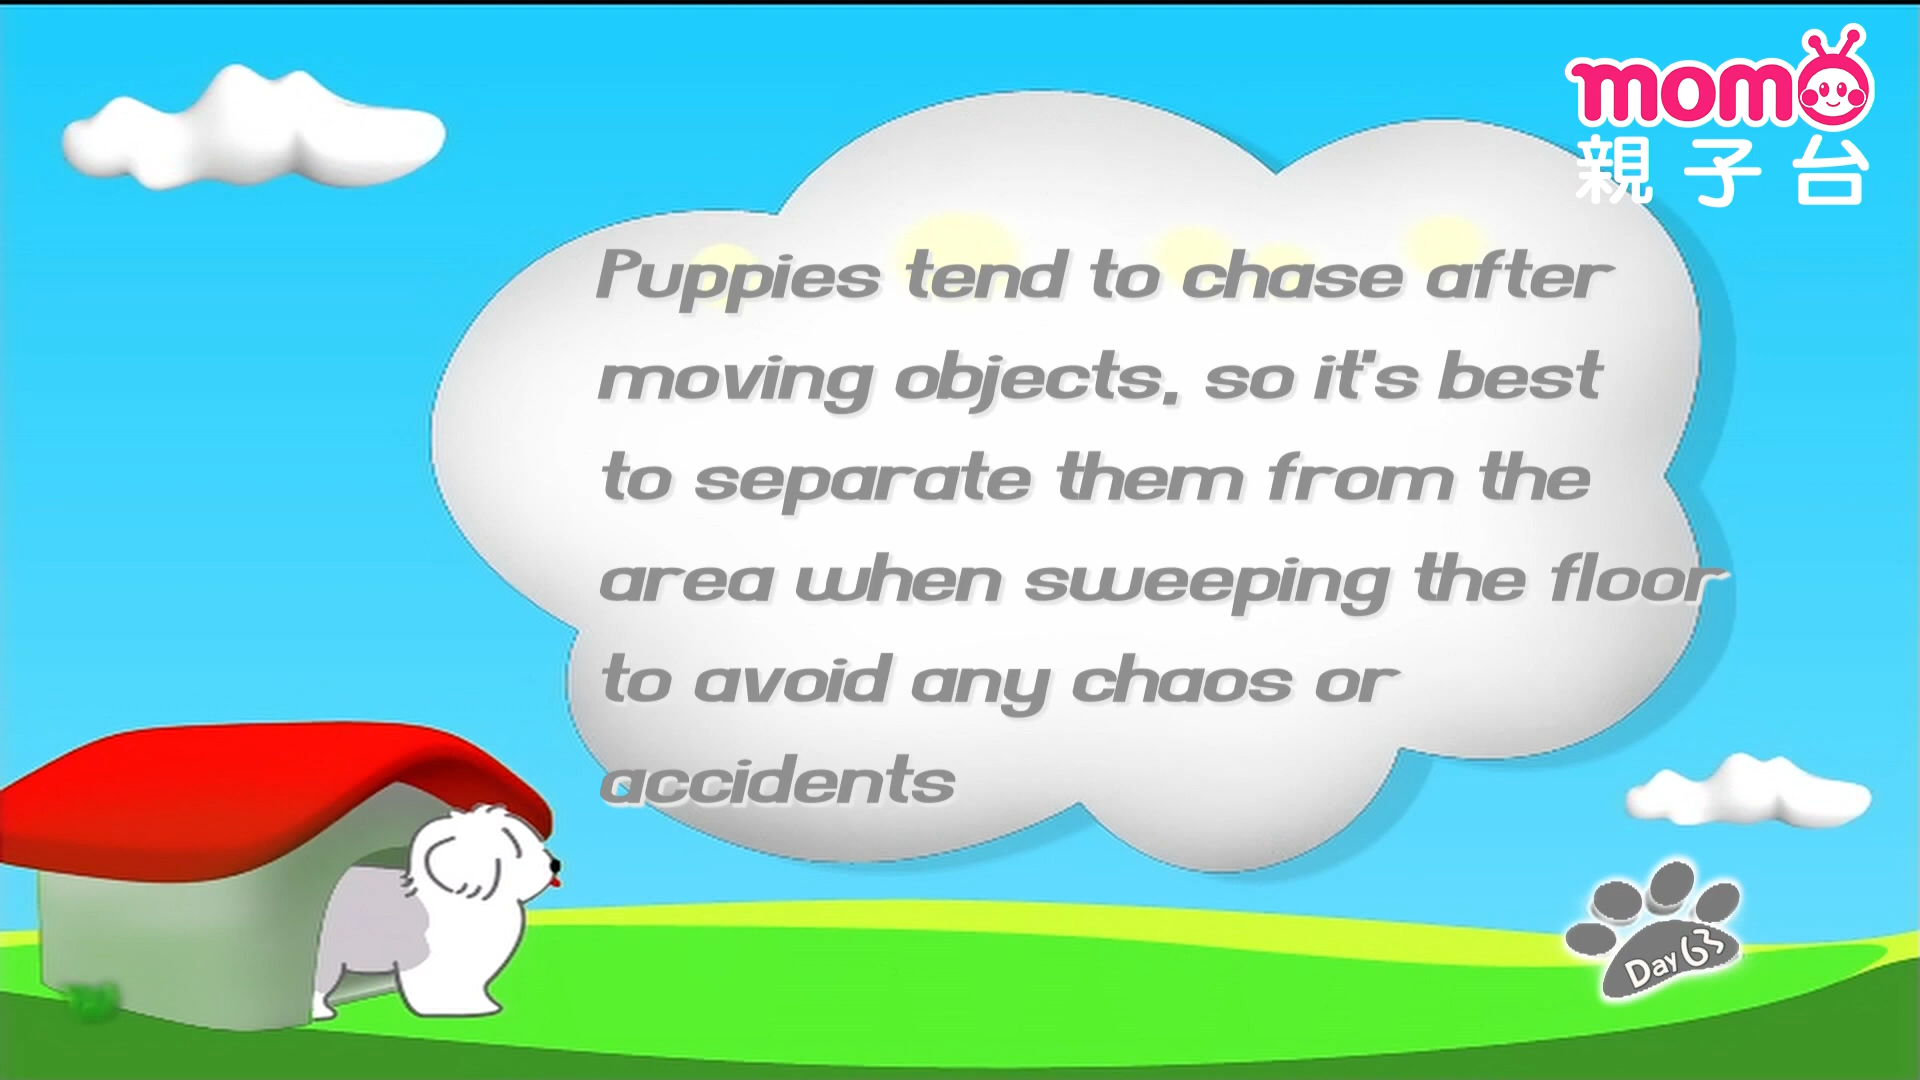 momo
親子台
Puppies tend to chase after
moving objects, so it's best
to separate them from the
area when sweeping the floor
to avoid any chaos or
accidents
Day 63